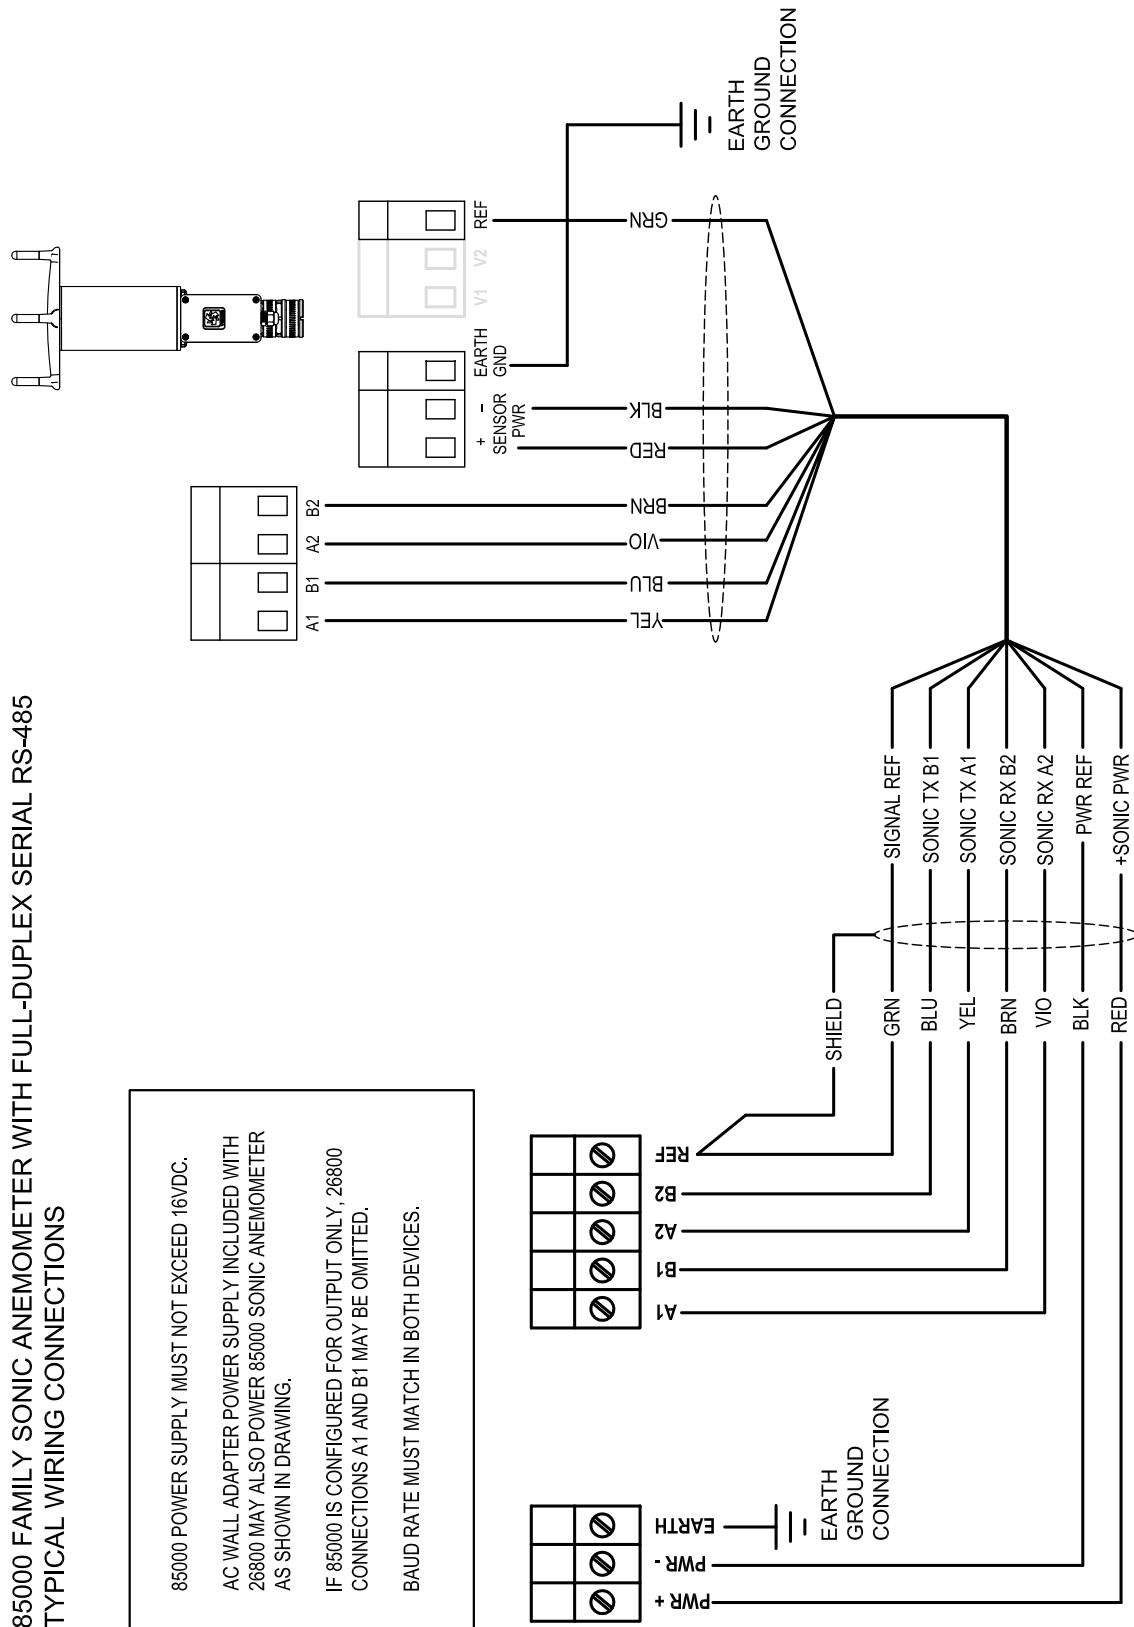 85000 FAMILY SONIC ANEMOMETER WITH FULL-DUPLEX SERIAL RS-485
TYPICAL WIRING CONNECTIONS
85000 POWER SUPPLY MUST NOT EXCEED 16VDC.
AC WALL ADAPTER POWER SUPPLY INCLUDED WITH
26800 MAY ALSO POWER 85000 SONIC ANEMOMETER
AS SHOWN IN DRAWING.
IF 85000 IS CONFIGURED FOR OUTPUT ONLY, 26800
CONNECTIONS A1 AND B1 MAY BE OMITTED.
BAUD RATE MUST MATCH IN BOTH DEVICES.
A1
B1
A2
B2
+
-
SENSOR
PWR
EARTH
GND
V1
V2
REF
YEL
BLU
VIO
BRN
RED
BLK
GRN
EARTH
GROUND
CONNECTION
PWR +
PWR -
EARTH
A1
B1
A2
B2
REF
EARTH
GROUND
CONNECTION
SHIELD
GRN
SIGNAL REF
BLU
SONIC TX B1
YEL
SONIC TX A1
BRN
SONIC RX B2
VIO
SONIC RX A2
BLK
PWR REF
RED
+SONIC PWR